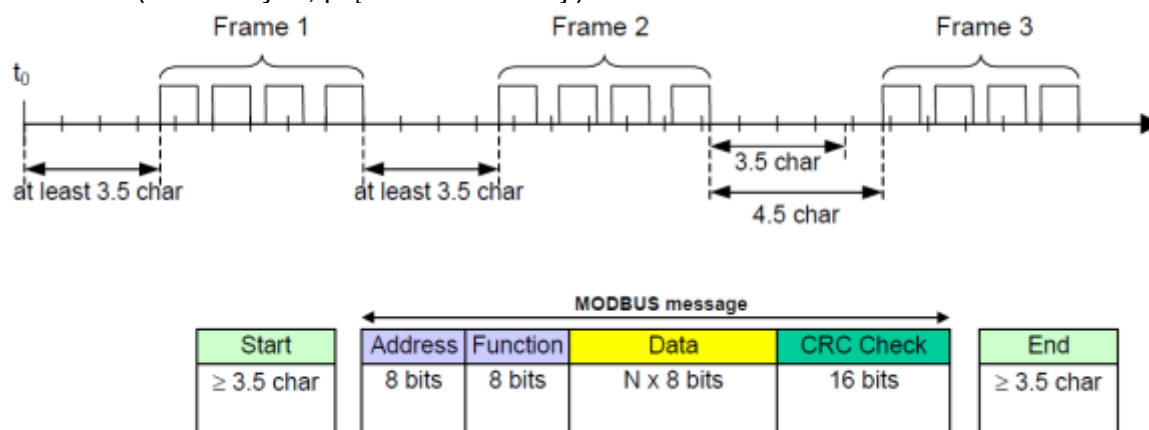 Frame 1 Frame 2 Frame 3
t0
3.5 char
at least 3.5 char at least 3.5 char
4.5 char
MODBUS message
Start Address Function Data CRC Check End
≥ 3.5 char 8 bits 8 bits N x 8 bits 16 bits ≥ 3.5 char